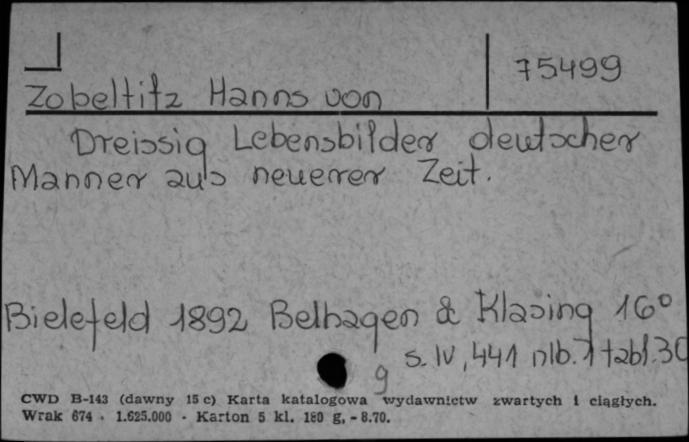 75499
Zobeltitz Hanns von
Dreissig Lebensbilder deutscher
Manner aus neuerer Zeit.
Bielefeld 1892 Belhagen & Klasing 16°
s. IV, 441 nlb. 1 tabl. 30
g
CWD B-143 (dawny 15 c) Karta katalogowa wydawnictw zwartych i ciągłych.
Wrak 674 - 1.625.000 - Karton 5 kl. 180 g, - 8.70.